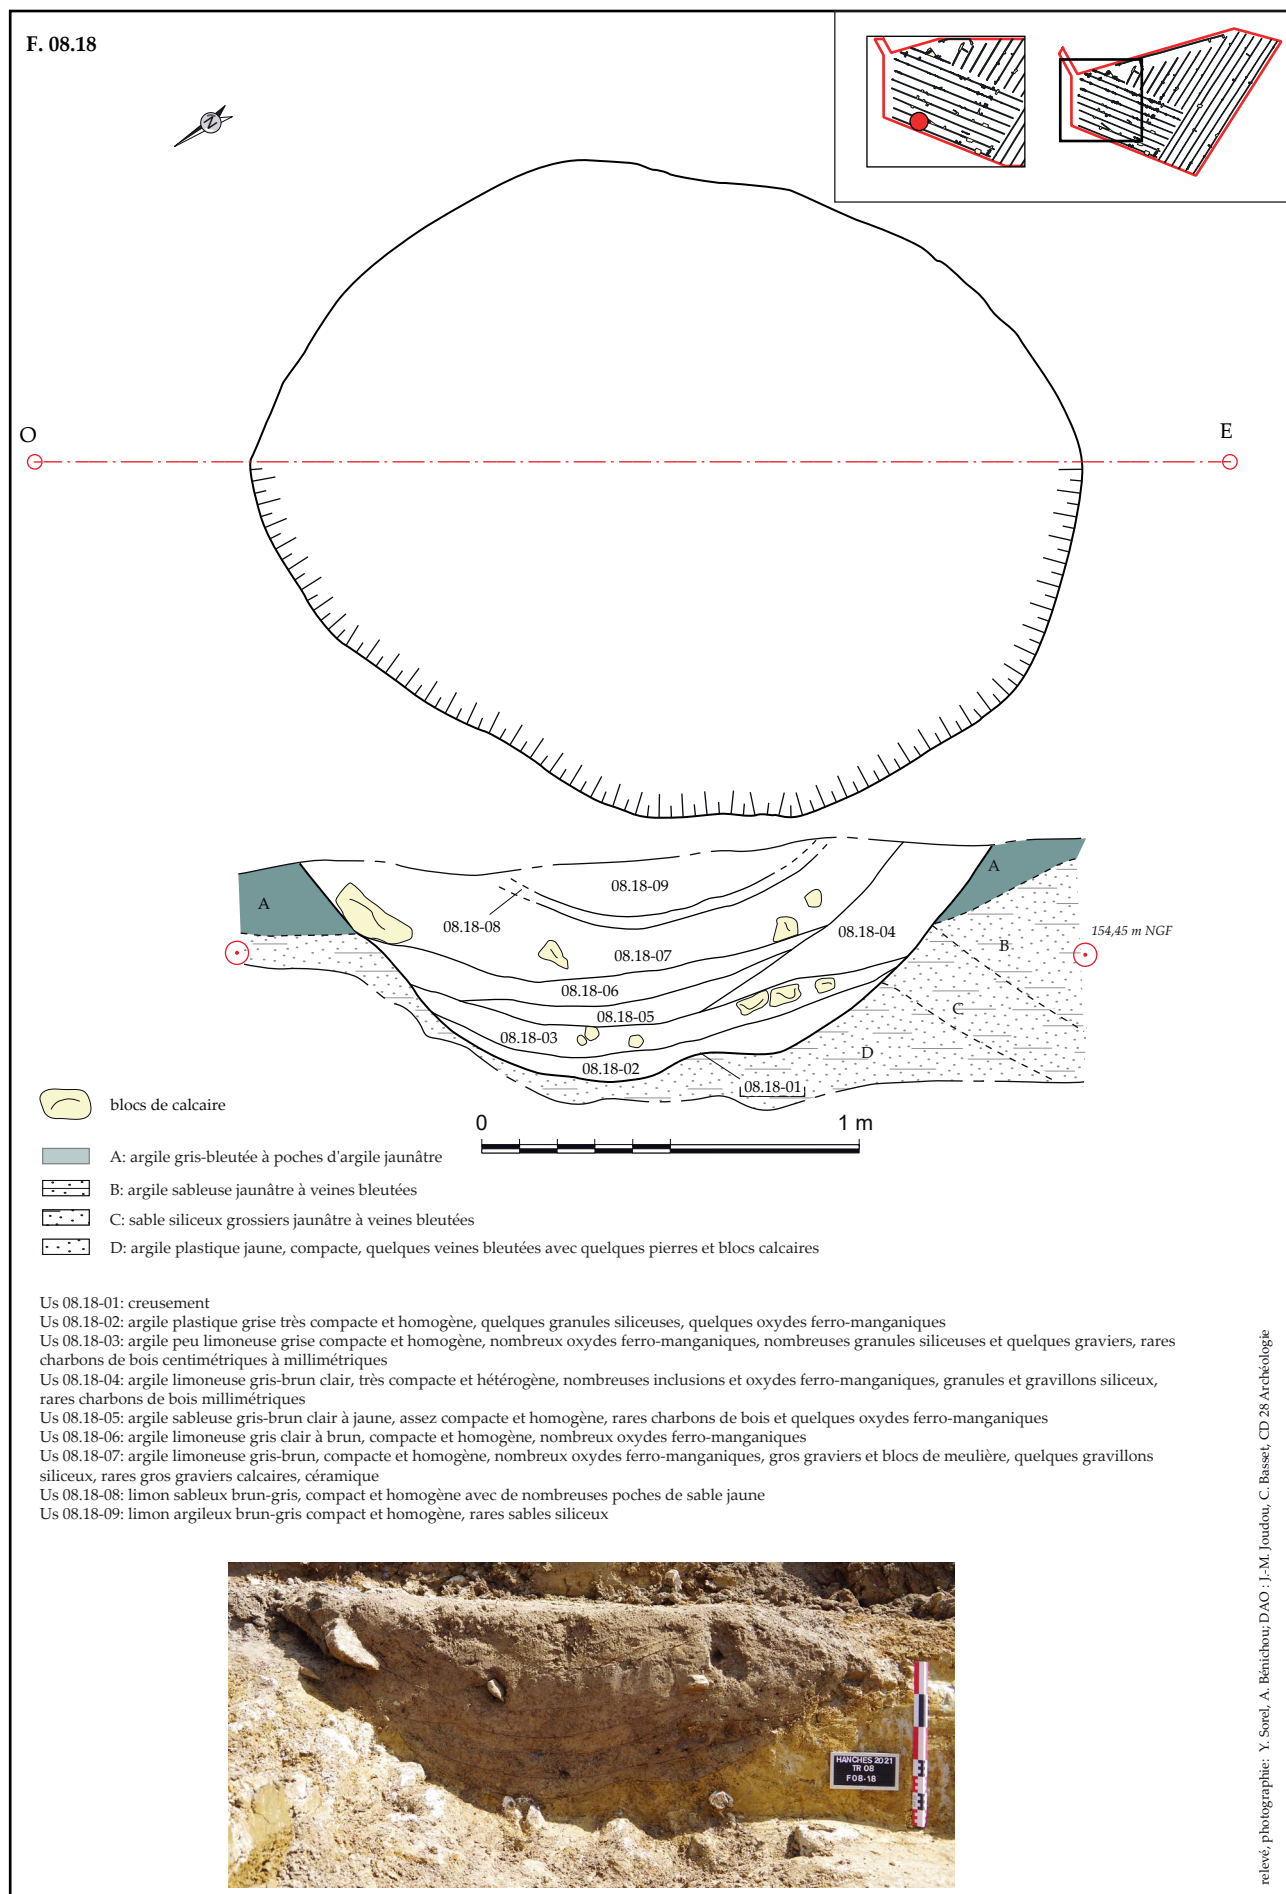 F. 08.18
N
O
E
A
08.18-09
08.18-08
08.18-07
08.18-04
A
B
154,45 m NGF
08.18-06
08.18-05
C
08.18-03
D
08.18-02
08.18-01
blocs de calcaire
0
1 m
A: argile gris-bleutée à poches d'argile jaunâtre
B: argile sableuse jaunâtre à veines bleutées
C: sable siliceux grossiers jaunâtre à veines bleutées
D: argile plastique jaune, compacte, quelques veines bleutées avec quelques pierres et blocs calcaires
Us 08.18-01: creusement
Us 08.18-02: argile plastique grise très compacte et homogène, quelques granules siliceuses, quelques oxydes ferro-manganiques
Us 08.18-03: argile peu limoneuse grise compacte et homogène, nombreux oxydes ferro-manganiques, nombreuses granules siliceuses et quelques graviers, rares
charbons de bois centimétriques à millimétriques
Us 08.18-04: argile limoneuse gris-brun clair, très compacte et hétérogène, nombreuses inclusions et oxydes ferro-manganiques, granules et gravillons siliceux,
rares charbons de bois millimétriques
Us 08.18-05: argile sableuse gris-brun clair à jaune, assez compacte et homogène, rares charbons de bois et quelques oxydes ferro-manganiques
Us 08.18-06: argile limoneuse gris clair à brun, compacte et homogène, nombreux oxydes ferro-manganiques
Us 08.18-07: argile limoneuse gris-brun, compacte et homogène, nombreux oxydes ferro-manganiques, gros graviers et blocs de meulière, quelques gravillons
siliceux, rares gros graviers calcaires, céramique
Us 08.18-08: limon sableux brun-gris, compact et homogène avec de nombreuses poches de sable jaune
Us 08.18-09: limon argileux brun-gris compact et homogène, rares sables siliceux
HANCHES 2021
TR 08
F08-18
relevé, photographie: Y. Sorel, A. Bénichou; DAO : J.-M. Joudou, C. Basset, CD 28 Archéologie